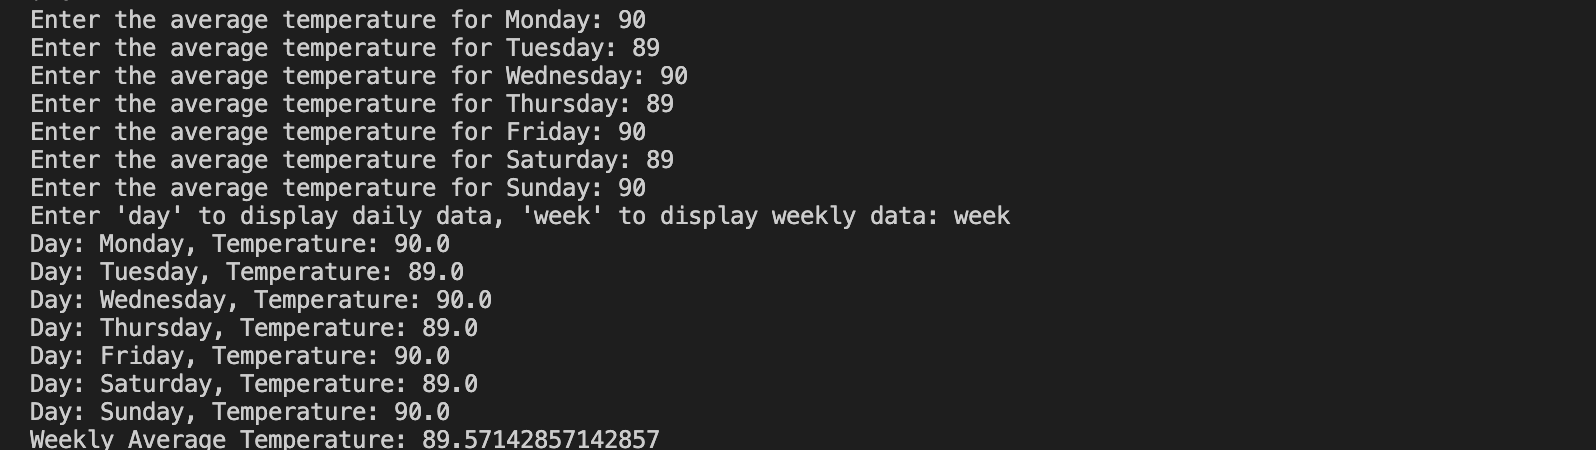 Enter the average temperature for Monday: 90
Enter the average temperature for Tuesday: 89
Enter the average temperature for Wednesday: 90
Enter the average temperature for Thursday: 89
Enter the average temperature for Friday: 90
Enter the average temperature for Saturday: 89
Enter the average temperature for Sunday: 90
Enter 'day' to display daily data, 'week' to display weekly data: week
Day: Monday, Temperature: 90.0
Day: Tuesday, Temperature: 89.0
Day: Wednesday, Temperature: 90.0
Day: Thursday, Temperature: 89.0
Day: Friday, Temperature: 90.0
Day: Saturday, Temperature: 89.0
Day: Sunday, Temperature: 90.0
Weekly Average Temperature: 89.57142857142857